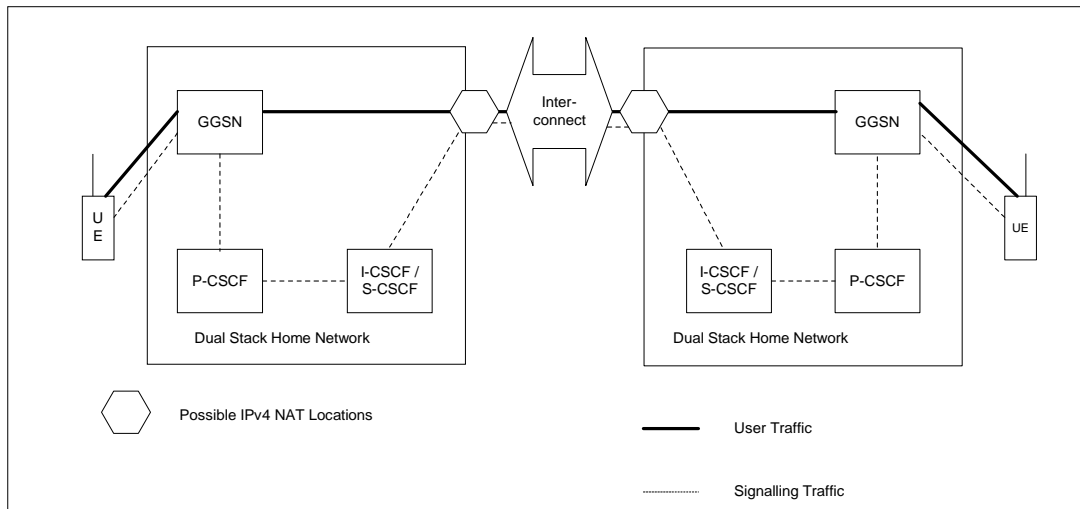 Inter-
connect
GGSN
GGSN
U
E
UE
P-CSCF
I-CSCF /
S-CSCF
I-CSCF /
S-CSCF
P-CSCF
Dual Stack Home Network
Dual Stack Home Network
Possible IPv4 NAT Locations
User Traffic
Signalling Traffic